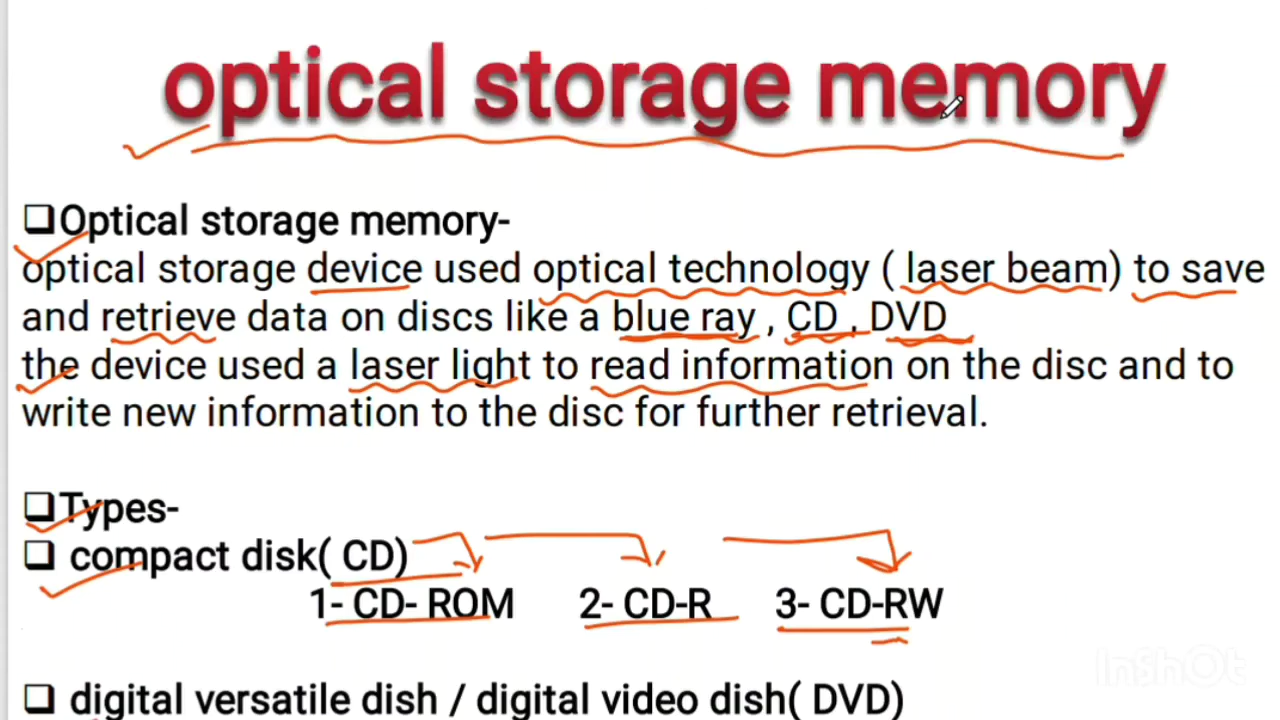 optical storage memory
❑Optical storage memory-
optical storage device used optical technology ( laser beam) to save
and retrieve data on discs like a blue ray , CD , DVD
the device used a laser light to read information on the disc and to
write new information to the disc for further retrieval.
❑Types-
❑ compact disk( CD)
1- CD- ROM 2- CD-R 3- CD-RW
InShOt
❑ digital versatile dish / digital video dish( DVD)